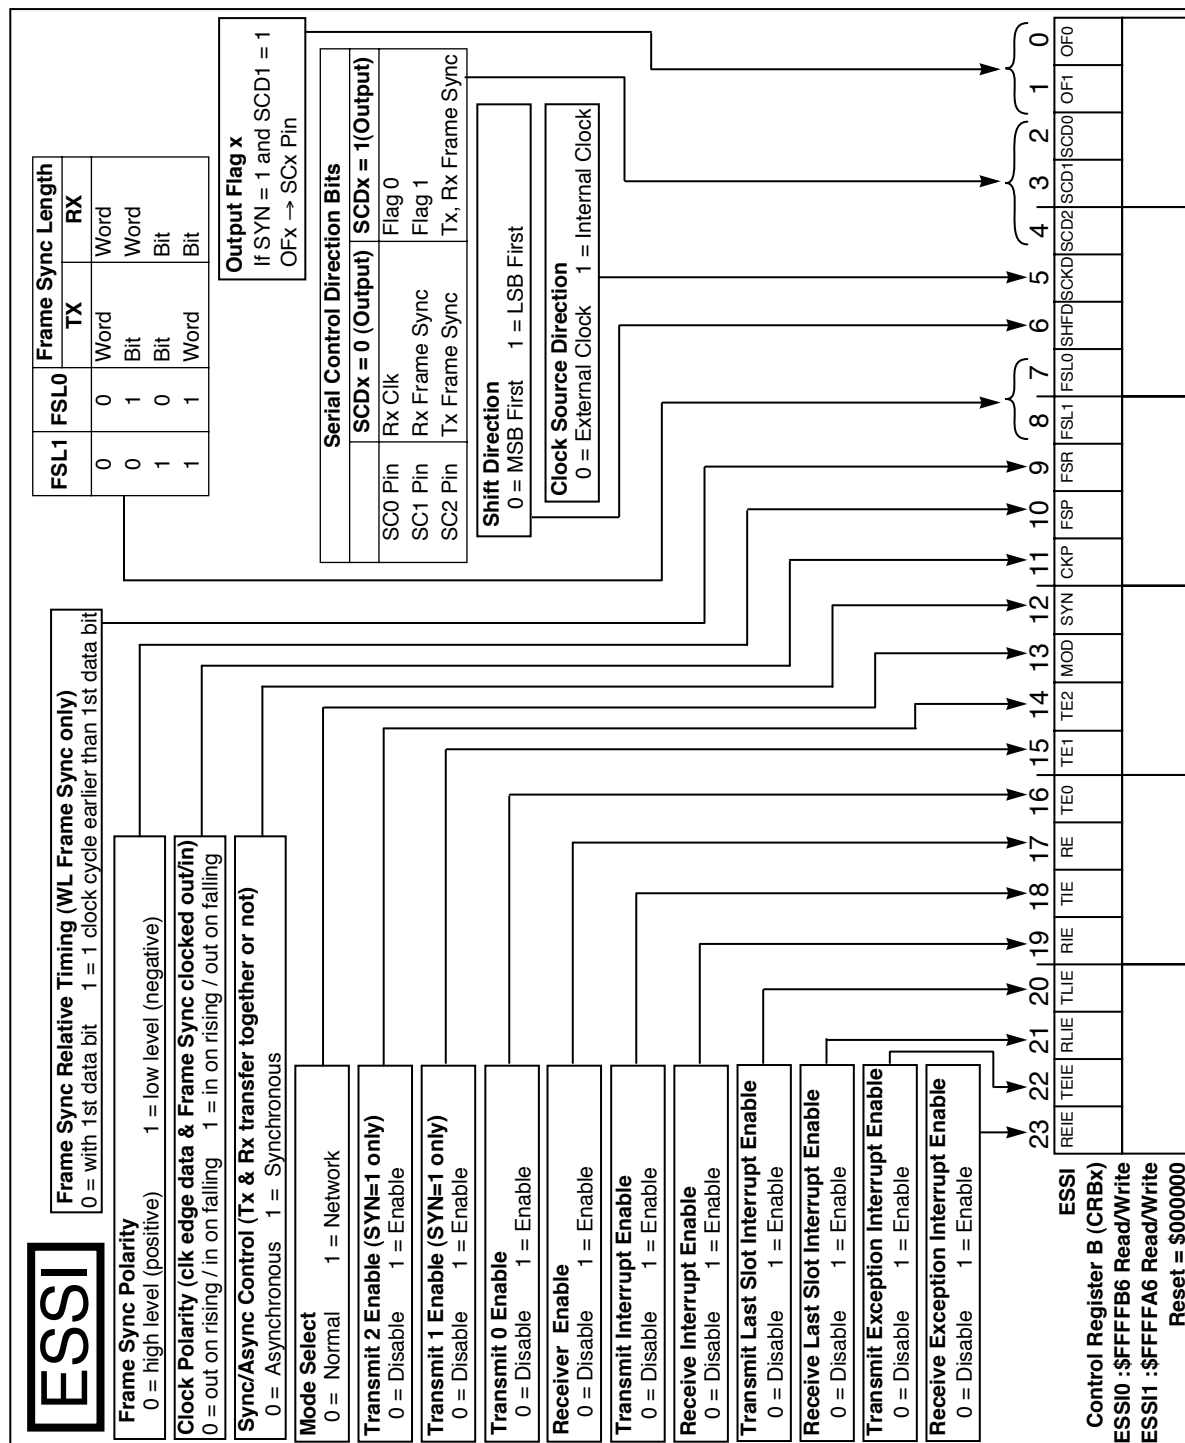 ESSI
Frame Sync Relative Timing (WL Frame Sync only)
0 = with 1st data bit 1 = 1 clock cycle earlier than 1st data bit
Frame Sync Polarity
0 = high level (positive) 1 = low level (negative)
Clock Polarity (clk edge data & Frame Sync clocked out/in)
0 = out on rising / in on falling 1 = in on rising / out on falling
Sync/Async Control (Tx & Rx transfer together or not)
0 = Asynchronous 1 = Synchronous
Mode Select
0 = Normal 1 = Network
Transmit 2 Enable (SYN=1 only)
0 = Disable 1 = Enable
Transmit 1 Enable (SYN=1 only)
0 = Disable 1 = Enable
Transmit 0 Enable
0 = Disable 1 = Enable
Receiver Enable
0 = Disable 1 = Enable
Transmit Interrupt Enable
0 = Disable 1 = Enable
Receive Interrupt Enable
0 = Disable 1 = Enable
Transmit Last Slot Interrupt Enable
0 = Disable 1 = Enable
Receive Last Slot Interrupt Enable
0 = Disable 1 = Enable
Transmit Exception Interrupt Enable
0 = Disable 1 = Enable
Receive Exception Interrupt Enable
0 = Disable 1 = Enable
FSL1 FSL0 Frame Sync Length
TX RX
0 0 Word Word
0 1 Bit Word
1 0 Bit Bit
1 1 Word Bit
Output Flag x
If SYN = 1 and SCD1 = 1
OFx → SCx Pin
Serial Control Direction Bits
SCDx = 0 (Output) SCDx = 1(Output)
SC0 Pin Rx Clk Flag 0
SC1 Pin Rx Frame Sync Flag 1
SC2 Pin Tx Frame Sync Tx, Rx Frame Sync
Shift Direction
0 = MSB First 1 = LSB First
Clock Source Direction
0 = External Clock 1 = Internal Clock
23 22 21 20 19 18 17 16 15 14 13 12 11 10 9 8 7 6 5 4 3 2 1 0
REIE TEIE RLIE TLIE RIE TIE RE TE0 TE1 TE2 MOD SYN CKP FSP FSR FSL1 FSL0 SHFD SCKD SCD2 SCD1 SCD0 OF1 OF0
ESSI
Control Register B (CRBx)
ESSI0 :$FFFFB6 Read/Write
ESSI1 :$FFFFA6 Read/Write
Reset = $000000